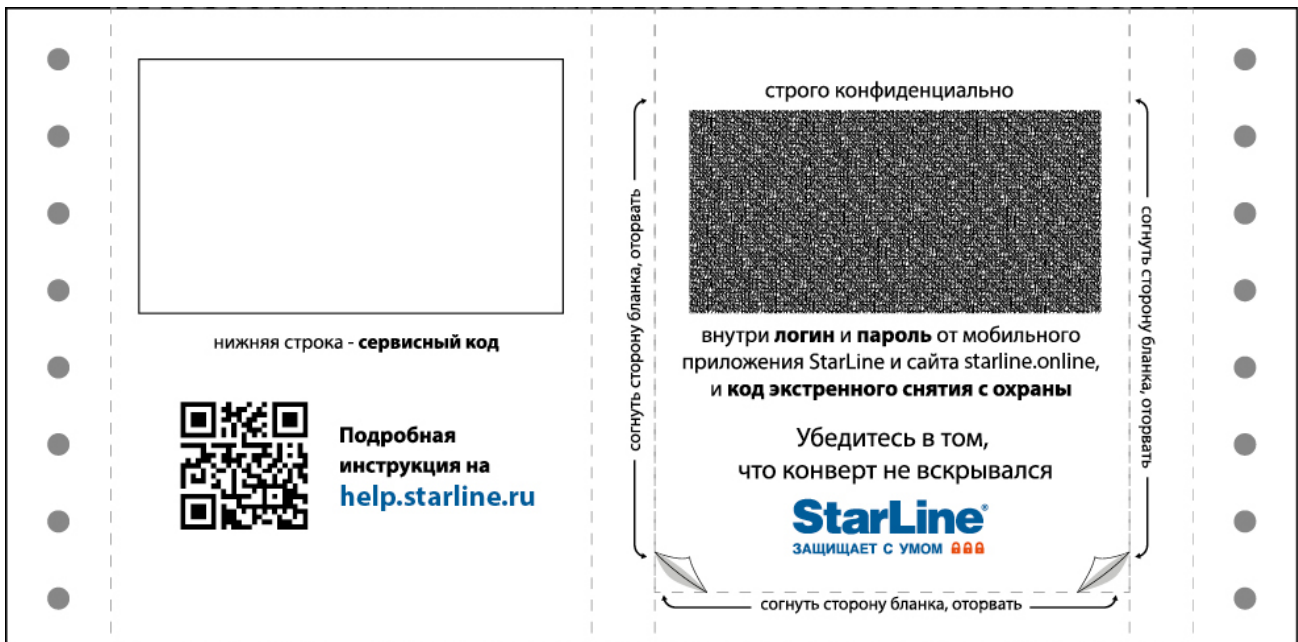 нижняя строка - сервисный код
Подробная
инструкция на
help.starline.ru
согнуть сторону бланка, оторвать
строго конфиденциально
внутри логин и пароль от мобильного
приложения StarLine и сайта starline.online,
и код экстренного снятия с охраны
Убедитесь в том,
что конверт не вскрывался
StarLine®
ЗАЩИЩАЕТ С УМОМ
согнуть сторону бланка, оторвать
согнуть сторону бланка, оторвать